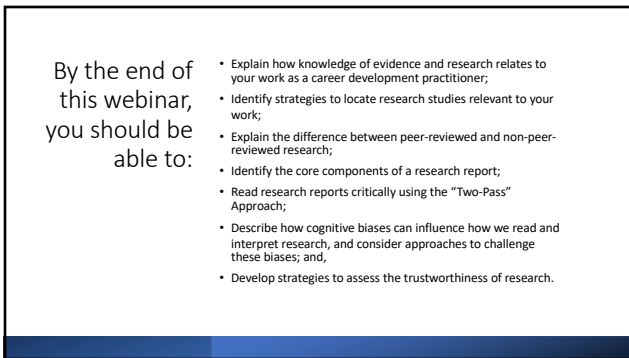 By the end of
this webinar,
you should be
able to:
• Explain how knowledge of evidence and research relates to
your work as a career development practitioner;
• Identify strategies to locate research studies relevant to your
work;
• Explain the difference between peer-reviewed and non-peer-
reviewed research;
• Identify the core components of a research report;
• Read research reports critically using the “Two-Pass”
Approach;
• Describe how cognitive biases can influence how we read and
interpret research, and consider approaches to challenge
these biases; and,
• Develop strategies to assess the trustworthiness of research.